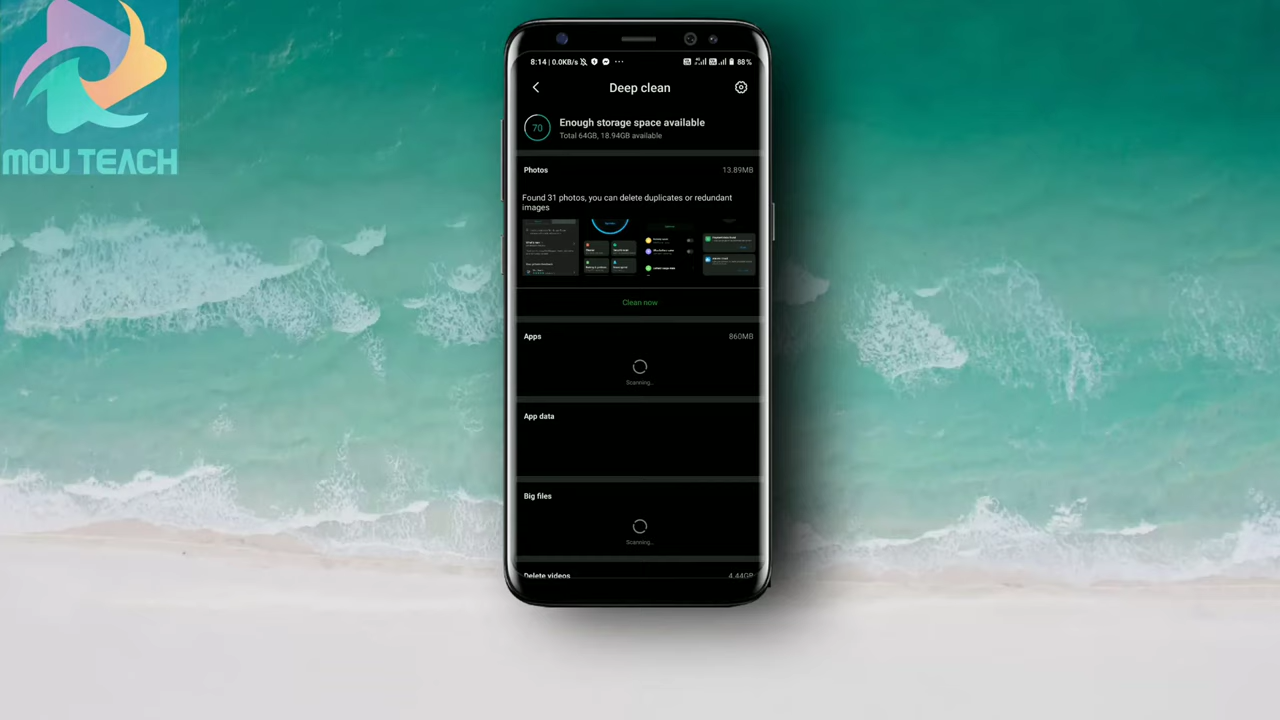 MOU TEACH
8:14 | 0.0KB/s
88%
Deep clean
70
Enough storage space available
Total 64GB, 18.94GB available
Photos
13.89MB
Found 31 photos, you can delete duplicates or redundant
images
Clean now
Apps
860MB
Scanning...
App data
Big files
Scanning...
Delete videos
4.44GB